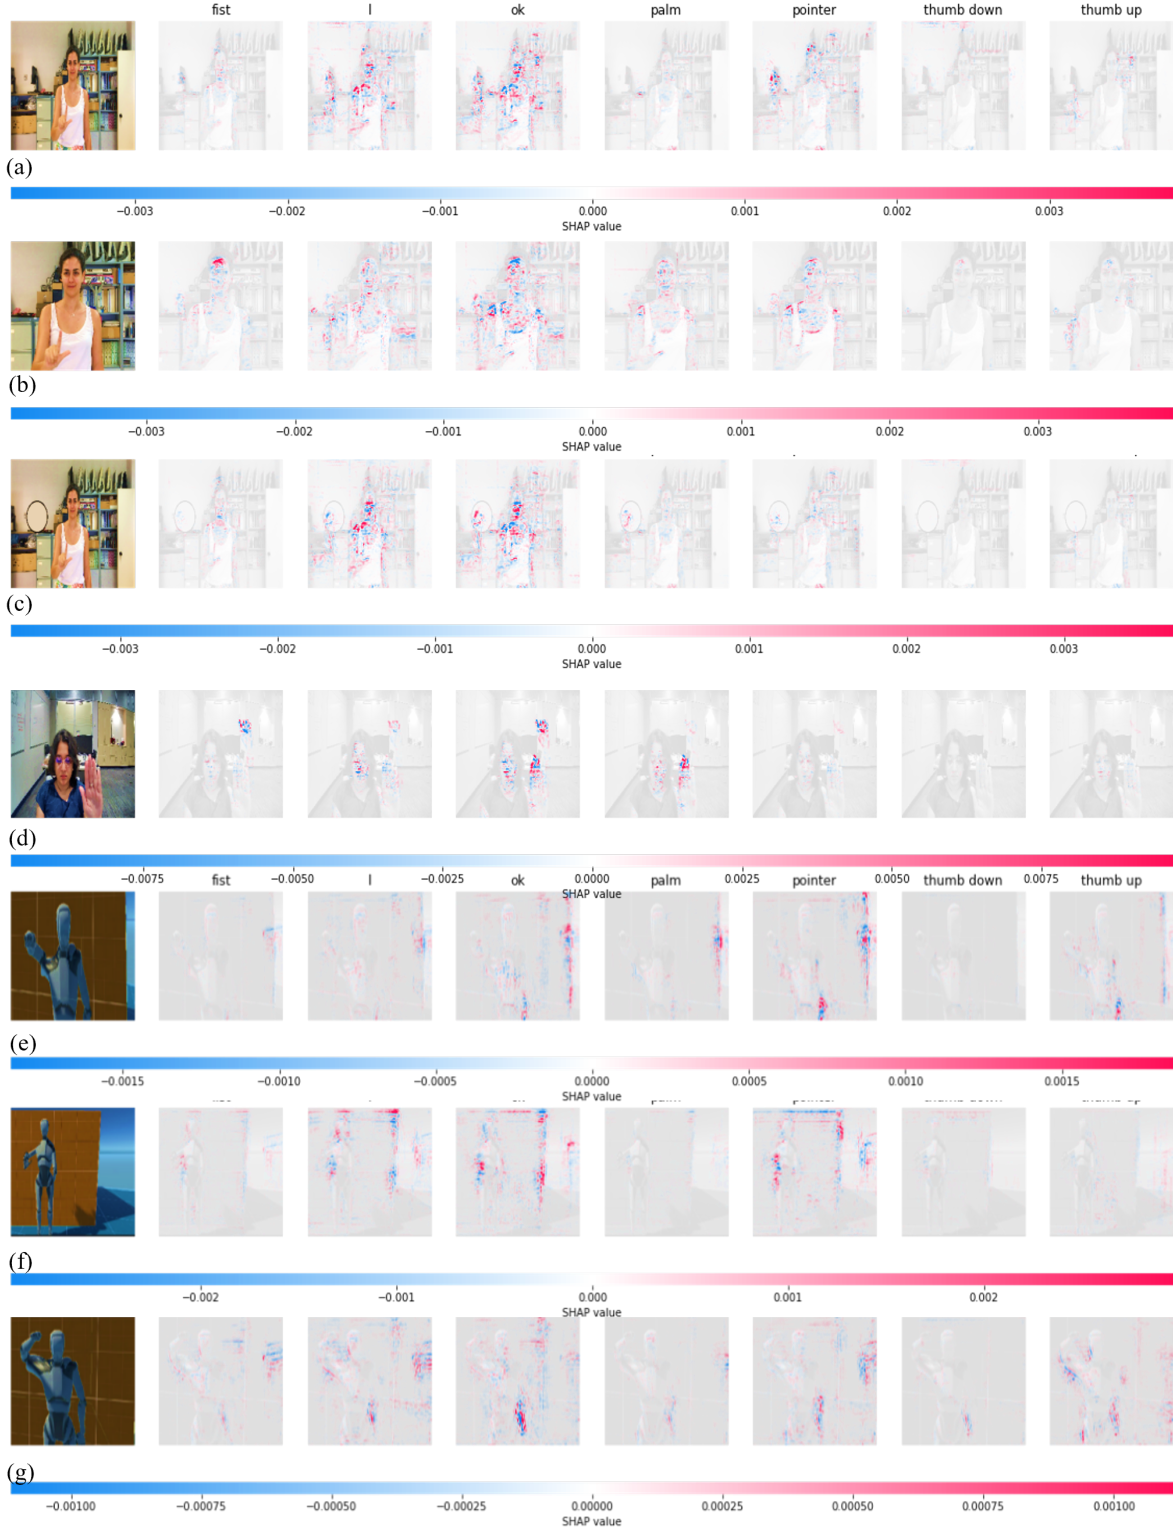 fist l ok palm pointer thumb down thumb up
(a)
−0.003 −0.002 −0.001 0.000 0.001 0.002 0.003
SHAP value
(b)
−0.003 −0.002 −0.001 0.000 0.001 0.002 0.003
SHAP value
(c)
−0.003 −0.002 −0.001 0.000 0.001 0.002 0.003
SHAP value
(d)
−0.0075 −0.0050 −0.0025 0.0000 0.0025 0.0050 0.0075
SHAP value
fist l ok palm pointer thumb down thumb up
(e)
−0.0015 −0.0010 −0.0005 0.0000 0.0005 0.0010 0.0015
SHAP value
(f)
−0.002 −0.001 0.000 0.001 0.002
SHAP value
(g)
−0.00100 −0.00075 −0.00050 −0.00025 0.00000 0.00025 0.00050 0.00075 0.00100
SHAP value